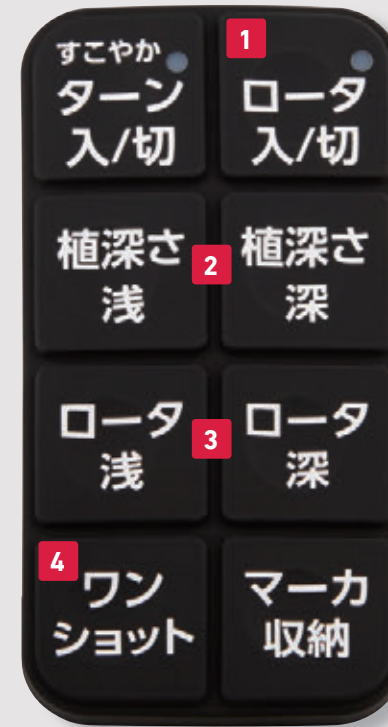 すこやか
ターン
入/切
1
ロータ
入/切
植深さ
浅
2
植深さ
深
ロータ
浅
3
ロータ
深
4
ワン
ショット
マーカ
収納